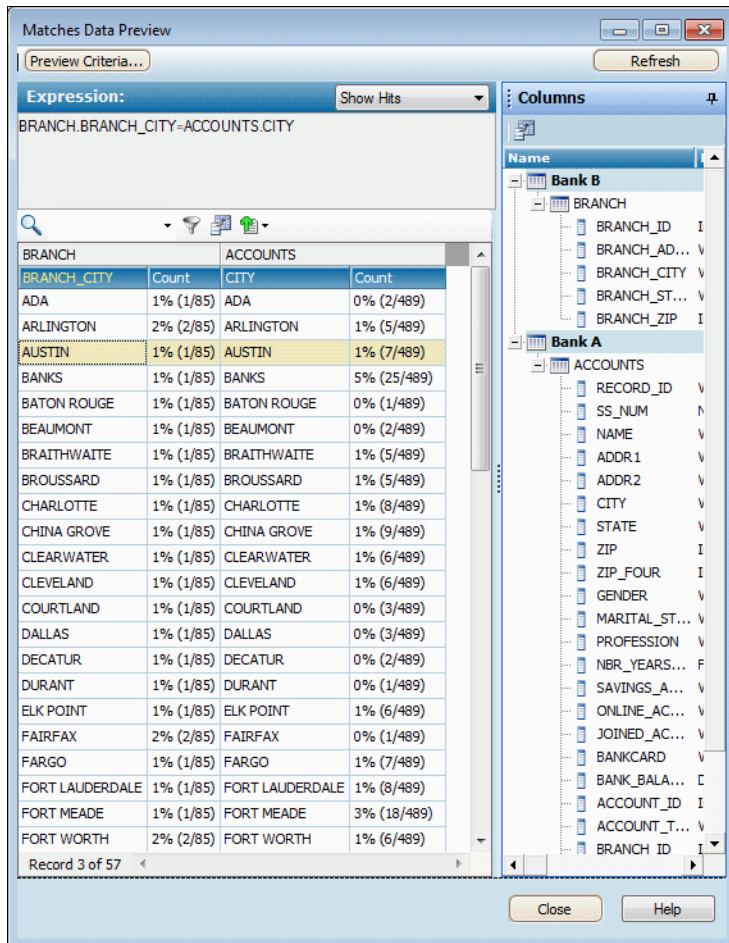 Matches Data Preview
Preview Criteria...
Refresh
Expression:
Show Hits
BRANCH.BRANCH_CITY=ACCOUNTS.CITY
BRANCH ACCOUNTS
BRANCH_CITY Count CITY Count
ADA 1% (1/85) ADA 0% (2/489)
ARLINGTON 2% (2/85) ARLINGTON 1% (5/489)
AUSTIN 1% (1/85) AUSTIN 1% (7/489)
BANKS 1% (1/85) BANKS 5% (25/489)
BATON ROUGE 1% (1/85) BATON ROUGE 0% (1/489)
BEAUMONT 1% (1/85) BEAUMONT 0% (2/489)
BRAITHWAITE 1% (1/85) BRAITHWAITE 1% (5/489)
BROUSSARD 1% (1/85) BROUSSARD 1% (5/489)
CHARLOTTE 1% (1/85) CHARLOTTE 1% (8/489)
CHINA GROVE 1% (1/85) CHINA GROVE 1% (9/489)
CLEARWATER 1% (1/85) CLEARWATER 1% (6/489)
CLEVELAND 1% (1/85) CLEVELAND 1% (6/489)
COURTLAND 1% (1/85) COURTLAND 0% (3/489)
DALLAS 1% (1/85) DALLAS 0% (3/489)
DECATUR 1% (1/85) DECATUR 0% (2/489)
DURANT 1% (1/85) DURANT 0% (1/489)
ELK POINT 1% (1/85) ELK POINT 1% (6/489)
FAIRFAX 2% (2/85) FAIRFAX 0% (1/489)
FARGO 1% (1/85) FARGO 1% (7/489)
FORT LAUDERDALE 1% (1/85) FORT LAUDERDALE 1% (8/489)
FORT MEADE 1% (1/85) FORT MEADE 3% (18/489)
FORT WORTH 2% (2/85) FORT WORTH 1% (6/489)
Record 3 of 57
Columns
Name
Bank B
BRANCH
BRANCH_ID I
BRANCH_AD... V
BRANCH_CITY V
BRANCH_ST... V
BRANCH_ZIP I
Bank A
ACCOUNTS
RECORD_ID V
SS_NUM N
NAME V
ADDR1 V
ADDR2 V
CITY V
STATE V
ZIP I
ZIP_FOUR I
GENDER V
MARITAL_ST... V
PROFESSION V
NBR_YEARS... F
SAVINGS_A... V
ONLINE_AC... V
JOINED_AC... V
BANKCARD V
BANK_BALA... D
ACCOUNT_ID I
ACCOUNT_T... V
BRANCH_ID I
Close
Help